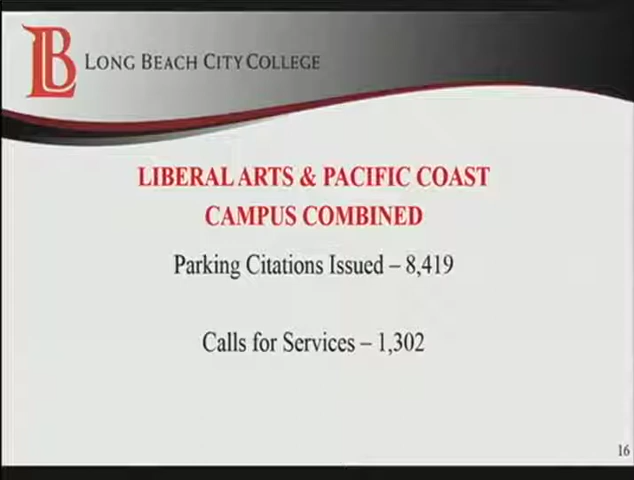 LB LONG BEACH CITY COLLEGE
LIBERAL ARTS & PACIFIC COAST
CAMPUS COMBINED
Parking Citations Issued – 8,419
Calls for Services – 1,302
16